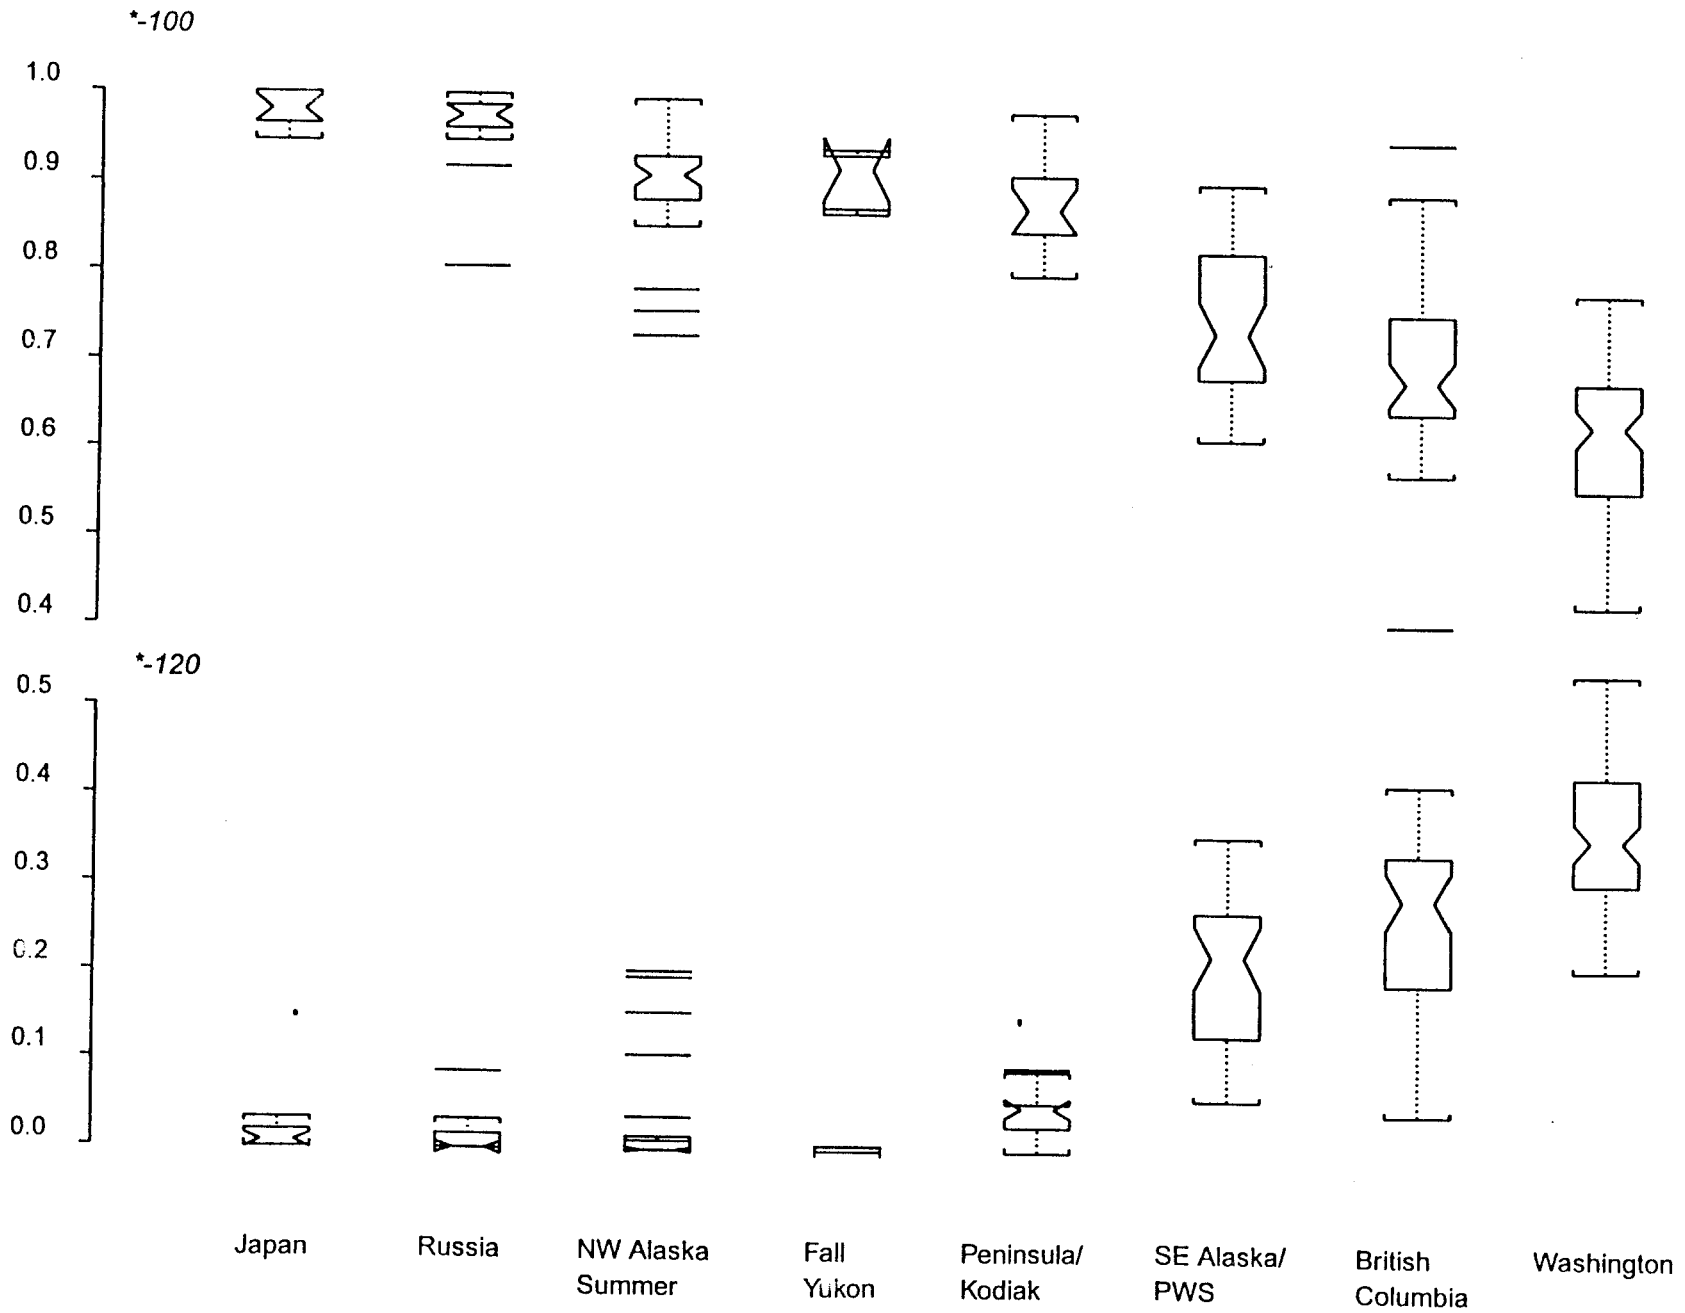 *-100
1.0
0.9
0.8
0.7
0.6
0.5
0.4
*-120
0.5
0.4
0.3
0.2
0.1
0.0
Japan
Russia
NW Alaska
Summer
Fall
Yukon
Peninsula/
Kodiak
SE Alaska/
PWS
British
Columbia
Washington